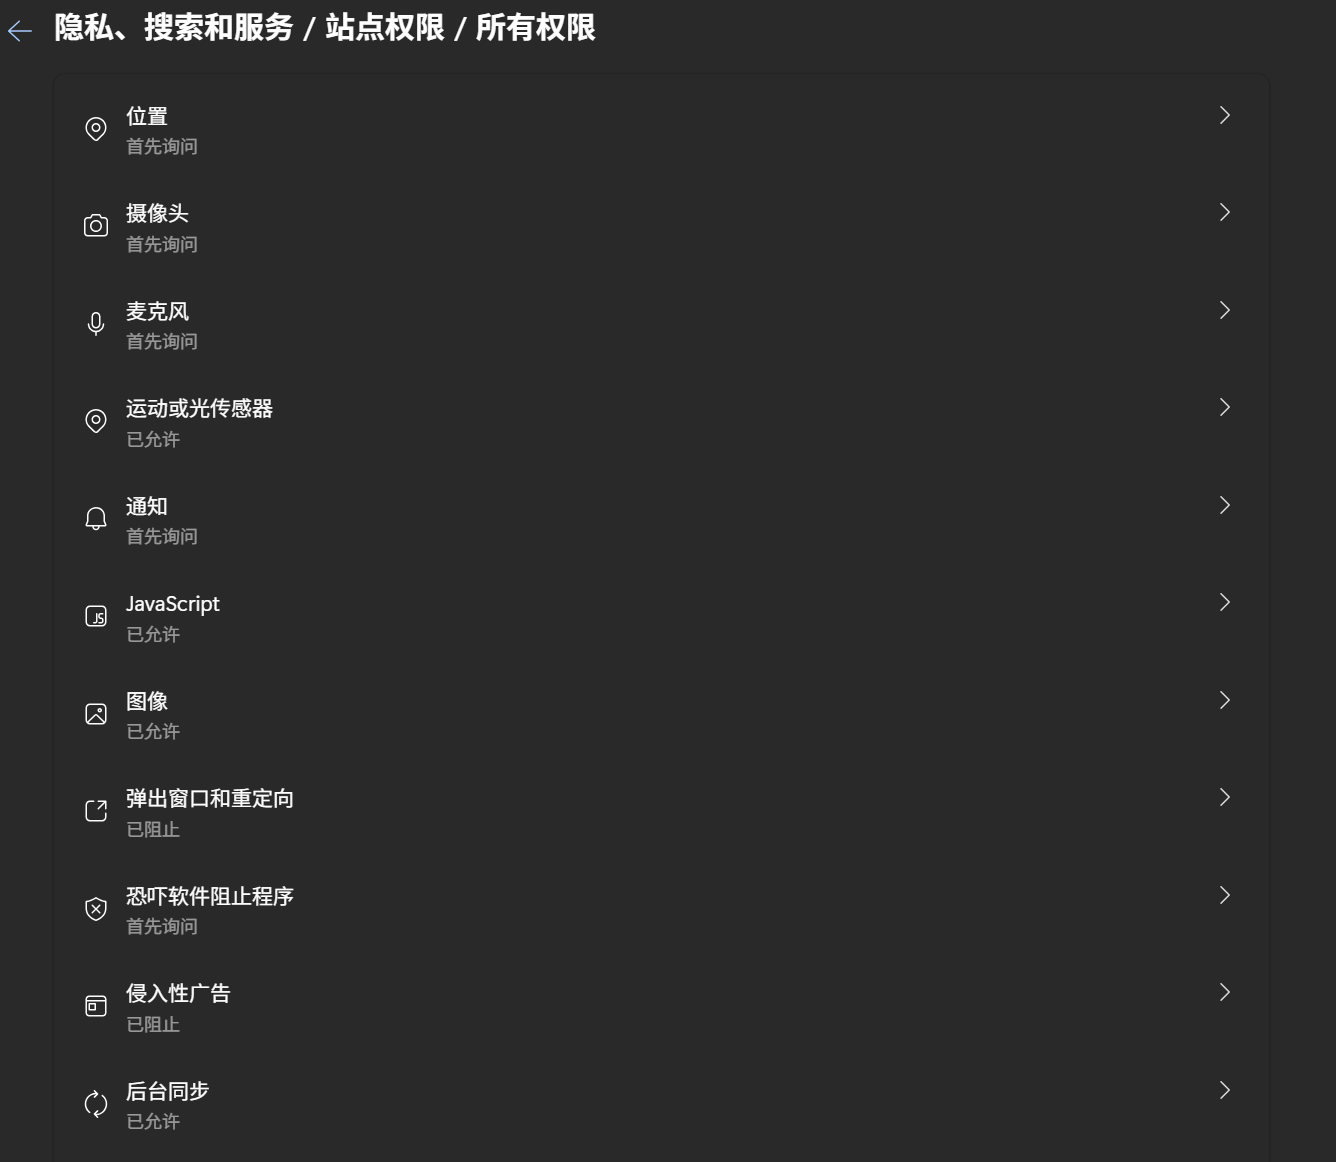 隐私、搜索和服务 / 站点权限 / 所有权限
位置
首先询问
摄像头
首先询问
麦克风
首先询问
运动或光传感器
已允许
通知
首先询问
JavaScript
已允许
图像
已允许
弹出窗口和重定向
已阻止
恐吓软件阻止程序
首先询问
侵入性广告
已阻止
后台同步
已允许